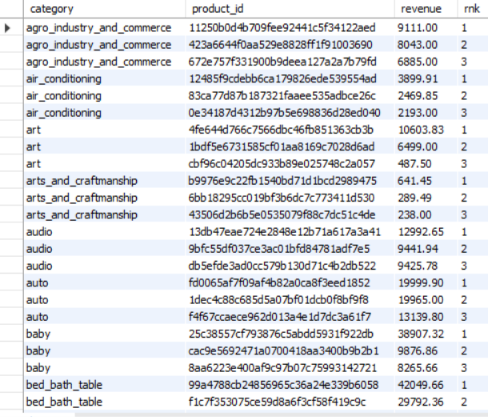 category product_id revenue rnk
agro_industry_and_commerce 11250b0d4b709fee92441c5f34122aed 9111.00 1
agro_industry_and_commerce 423a6644f0aa529e8828ff1f91003690 8043.00 2
agro_industry_and_commerce 672e757f331900b9deea127a2a7b79fd 6885.00 3
air_conditioning 12485f9cdebb6ca179826ede539554ad 3899.91 1
air_conditioning 83ca77d87b187321faaee535adbce26c 2469.85 2
air_conditioning 0e34187d4312b97b5e698836d28ed040 2193.00 3
art 4fe644d766c7566dbc46fb851363cb3b 10603.83 1
art 1bdf5e6731585cf01aa8169c7028d6ad 6499.00 2
art cbf96c04205dc933b89e025748c2a057 487.50 3
arts_and_craftmanship b9976e9c22fb1540bd71d1bcd2989475 641.45 1
arts_and_craftmanship 6bb18295cc019bf3b6dc7c773411d530 289.49 2
arts_and_craftmanship 43506d2b6b5e0535079f88c7dc51c4de 238.00 3
audio 13db47eae724e2848e12b71a617a3a41 12992.65 1
audio 9bfc55df037ce3ac01bfd84781adf7e5 9441.94 2
audio db5efde3ad0cc579b130d71c4b2db522 9425.78 3
auto fd0065af7f09af4b82a0ca8f3eed1852 19999.90 1
auto 1dec4c88c685d5a07bf01dcb0f8bf9f8 19965.00 2
auto f4f67ccaece962d013a4e1d7dc3a61f7 13139.80 3
baby 25c38557cf793876c5abdd5931f922db 38907.32 1
baby cac9e5692471a0700418aa3400b9b2b1 9876.86 2
baby 8aa6223e400af9c97b07c75993142721 8265.66 3
bed_bath_table 99a4788cb24856965c36a24e339b6058 42049.66 1
bed_bath_table f1c7f353075ce59d8a6f3cf58f419c9c 29792.36 2